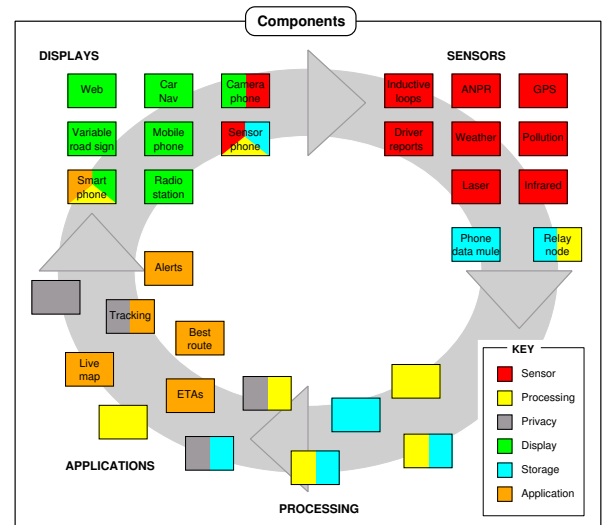 Components
DISPLAYS
SENSORS
Web
Car
Nav
Camera
phone
Inductive
loops
ANPR
GPS
Variable
road sign
Mobile
phone
Sensor
phone
Driver
reports
Weather
Pollution
Smart
phone
Radio
station
Laser
Infrared
Phone
data mule
Relay
node
Alerts
Tracking
Best
route
Live
map
ETAs
KEY
Sensor
Processing
Privacy
Display
Storage
Application
APPLICATIONS
PROCESSING